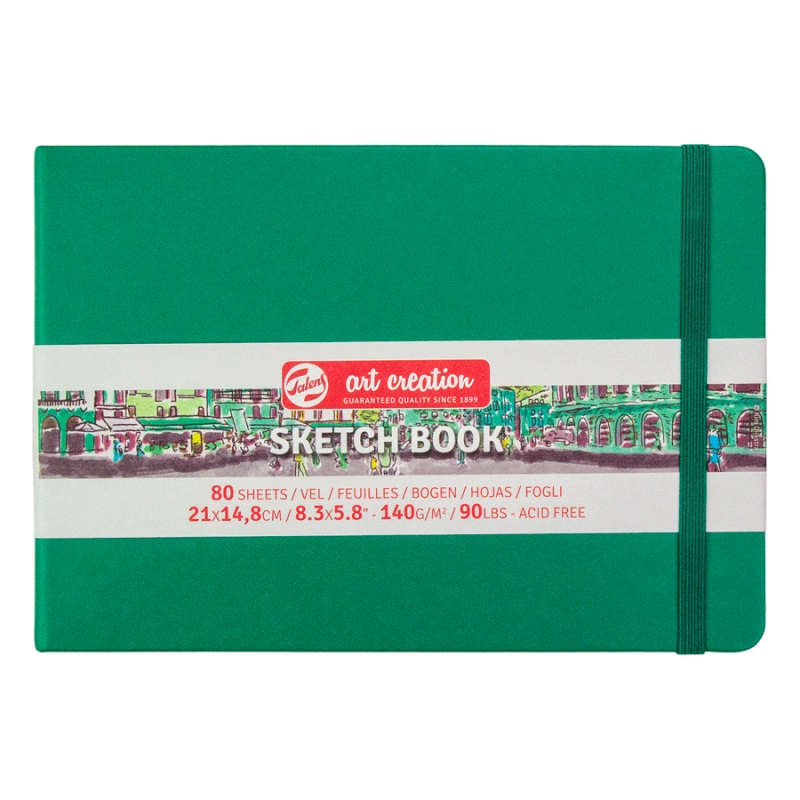 Talens
art creation
GUARANTEED QUALITY SINCE 1899
SKETCH BOOK
80 SHEETS / VEL / FEUILLES / BOGEN / HOJAS / FOGLI
21X14,8CM / 8.3X5.8” - 140G/M² / 90LBS - ACID FREE